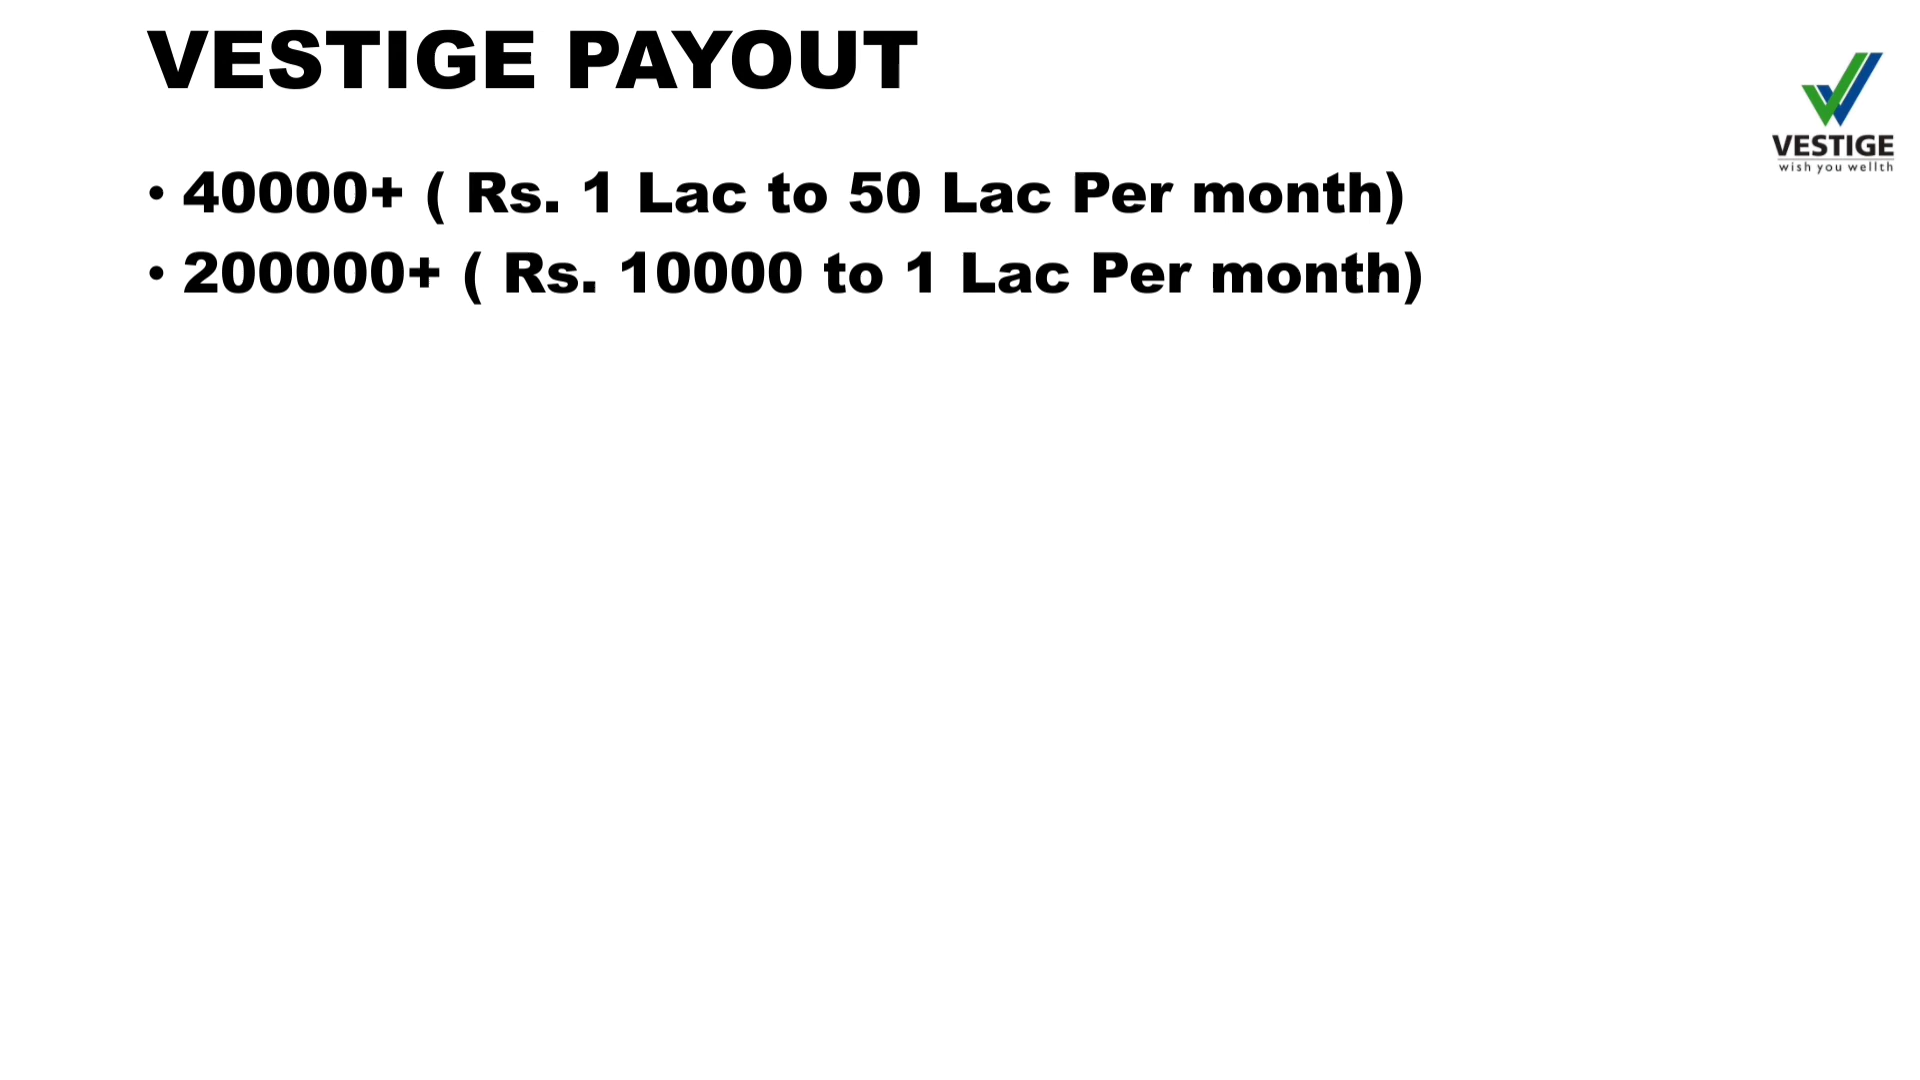 VESTIGE PAYOUT
• 40000+ ( Rs. 1 Lac to 50 Lac Per month)
• 200000+ ( Rs. 10000 to 1 Lac Per month)
VESTIGE
wish you wellth